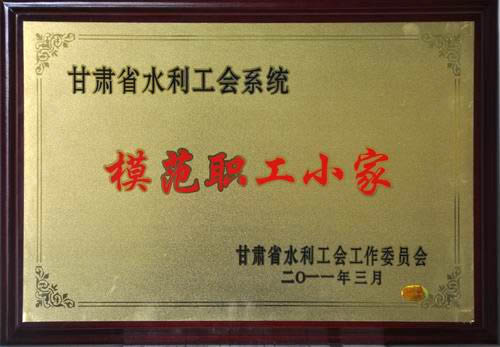 甘肃省水利工会系统
模范职工小家
甘肃省水利工会工作委员会
二〇一一年三月